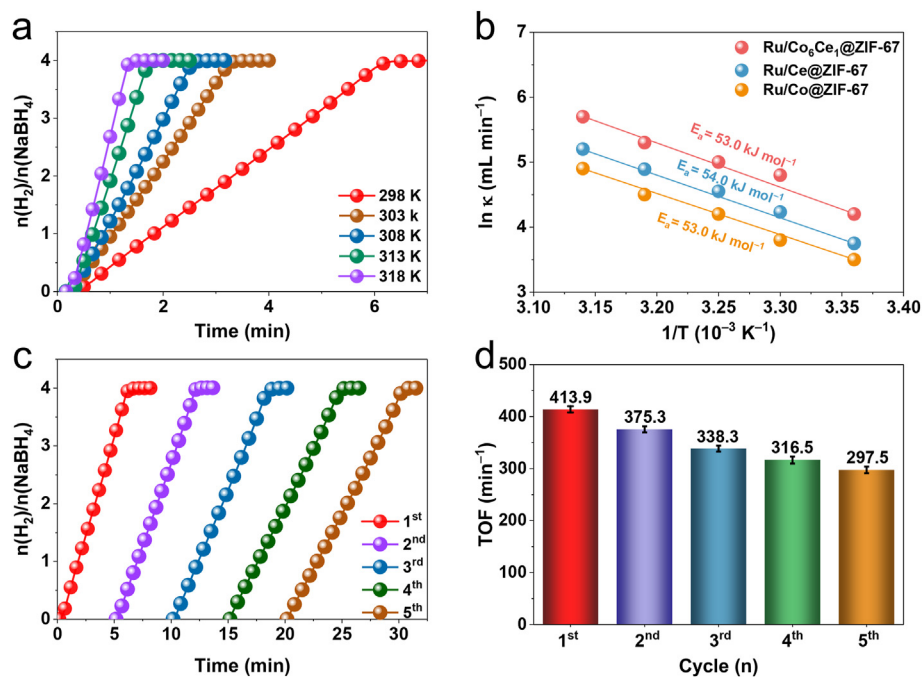 a
n(H₂)/n(NaBH₄)
4
3
2
1
0
298 K
303 k
308 K
313 K
318 K
0 2 4 6
Time (min)
b
ln κ (mL min⁻¹)
7
6
5
4
3
Ru/Co₆Ce₁@ZIF-67
Ru/Ce@ZIF-67
Ru/Co@ZIF-67
Eₐ = 53.0 kJ mol⁻¹
Eₐ = 54.0 kJ mol⁻¹
Eₐ = 53.0 kJ mol⁻¹
3.10 3.15 3.20 3.25 3.30 3.35 3.40
1/T (10⁻³ K⁻¹)
c
n(H₂)/n(NaBH₄)
4
3
2
1
0
1ˢᵗ
2ⁿᵈ
3ʳᵈ
4ᵗʰ
5ᵗʰ
0 5 10 15 20 25 30
Time (min)
d
TOF (min⁻¹)
500
400
300
200
100
0
413.9
375.3
338.3
316.5
297.5
1ˢᵗ 2ⁿᵈ 3ʳᵈ 4ᵗʰ 5ᵗʰ
Cycle (n)